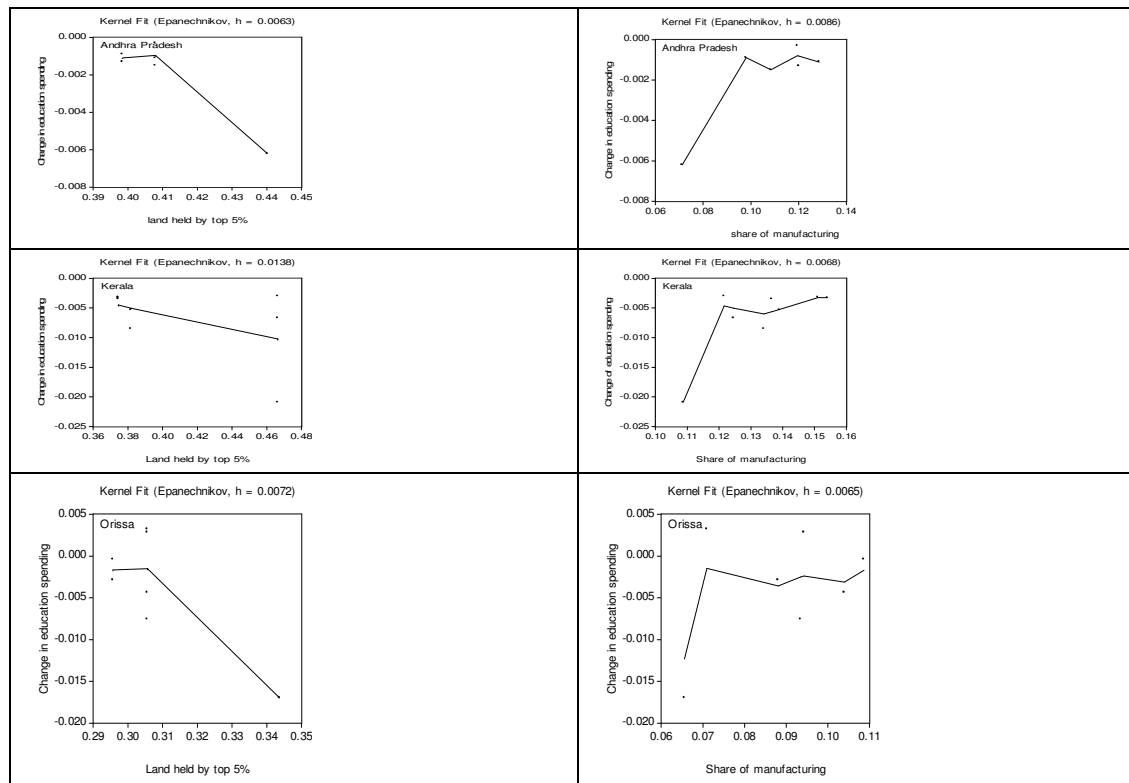 Kernel Fit (Epanechnikov, h = 0.0063)
Andhra Pradesh
0.000
-0.002
-0.004
-0.006
-0.008
Change in education spending
0.39 0.40 0.41 0.42 0.43 0.44 0.45
land held by top 5%
Kernel Fit (Epanechnikov, h = 0.0086)
Andhra Pradesh
0.000
-0.002
-0.004
-0.006
-0.008
Change in education spending
0.06 0.08 0.10 0.12 0.14
share of manufacturing
Kernel Fit (Epanechnikov, h = 0.0138)
Kerala
0.000
-0.005
-0.010
-0.015
-0.020
-0.025
Change in education spending
0.36 0.38 0.40 0.42 0.44 0.46 0.48
Land held by top 5%
Kernel Fit (Epanechnikov, h = 0.0068)
Kerala
0.000
-0.005
-0.010
-0.015
-0.020
-0.025
Change of education spending
0.10 0.11 0.12 0.13 0.14 0.15 0.16
Share of manufacturing
Kernel Fit (Epanechnikov, h = 0.0072)
Orissa
0.005
0.000
-0.005
-0.010
-0.015
-0.020
Change in education spending
0.29 0.30 0.31 0.32 0.33 0.34 0.35
Land held by top 5%
Kernel Fit (Epanechnikov, h = 0.0065)
Orissa
0.005
0.000
-0.005
-0.010
-0.015
-0.020
Change in education spending
0.06 0.07 0.08 0.09 0.10 0.11
Share of manufacturing